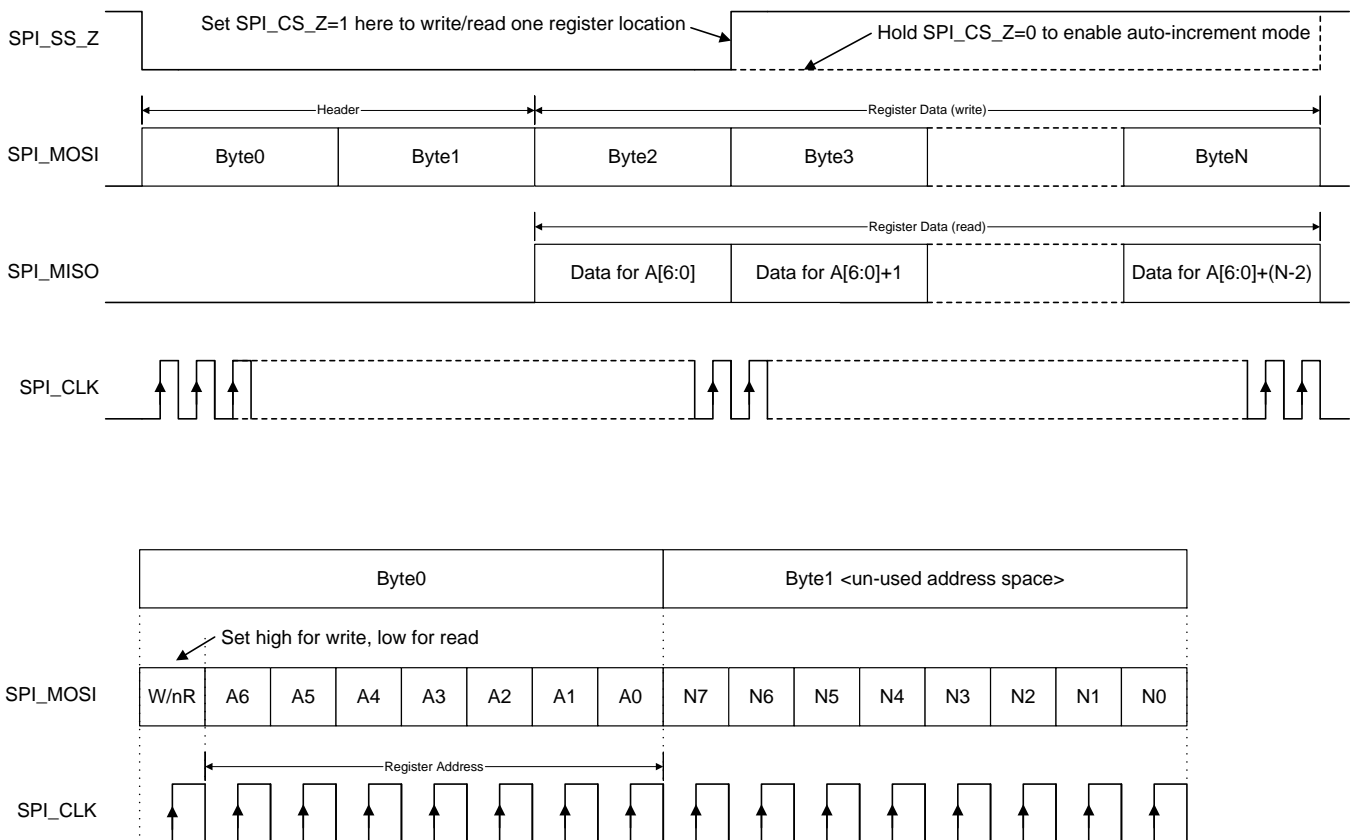 SPI_SS_Z
Set SPI_CS_Z=1 here to write/read one register location
Hold SPI_CS_Z=0 to enable auto-increment mode
Header
Register Data (write)
SPI_MOSI
Byte0
Byte1
Byte2
Byte3
ByteN
Register Data (read)
SPI_MISO
Data for A[6:0]
Data for A[6:0]+1
Data for A[6:0]+(N-2)
SPI_CLK
Byte0
Byte1 <un-used address space>
Set high for write, low for read
SPI_MOSI
W/nR
A6
A5
A4
A3
A2
A1
A0
N7
N6
N5
N4
N3
N2
N1
N0
Register Address
SPI_CLK